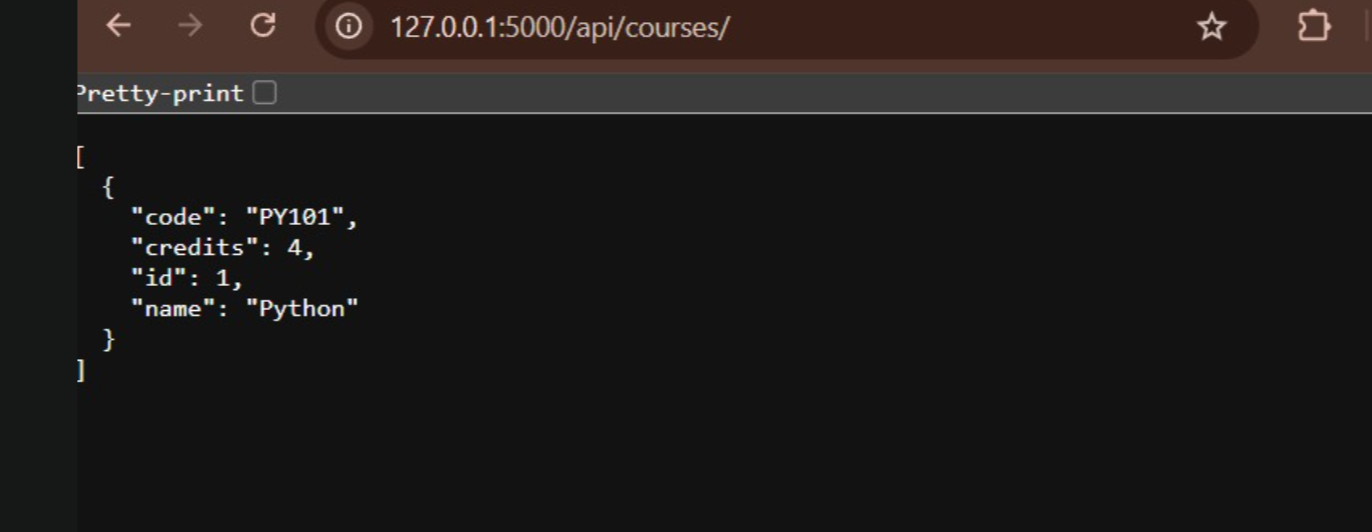 127.0.0.1:5000/api/courses/
Pretty-print
[
{
"code": "PY101",
"credits": 4,
"id": 1,
"name": "Python"
}
]